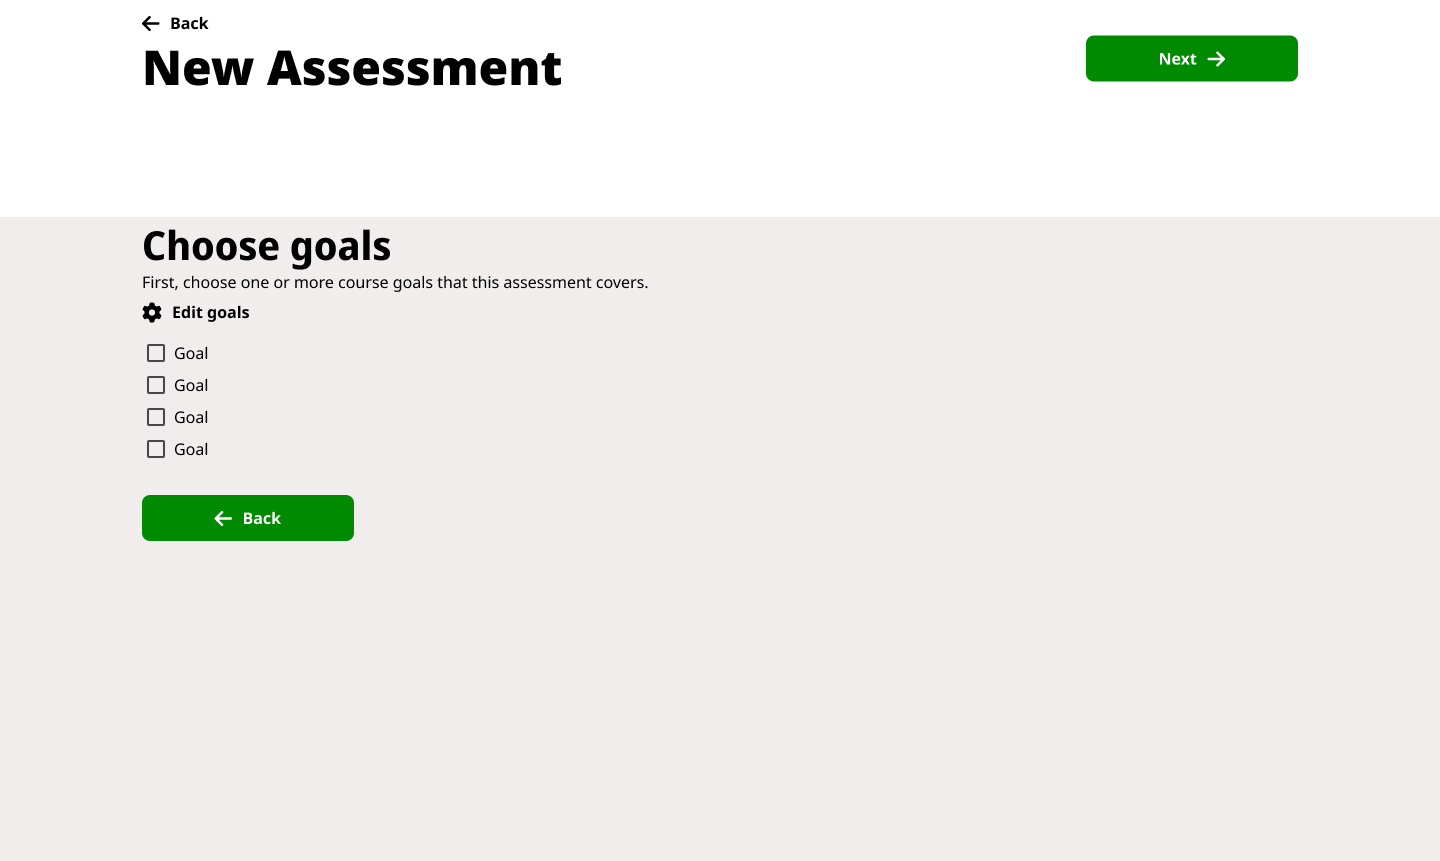 Back
New Assessment
Next
Choose goals
First, choose one or more course goals that this assessment covers.
Edit goals
Goal
Goal
Goal
Goal
Back